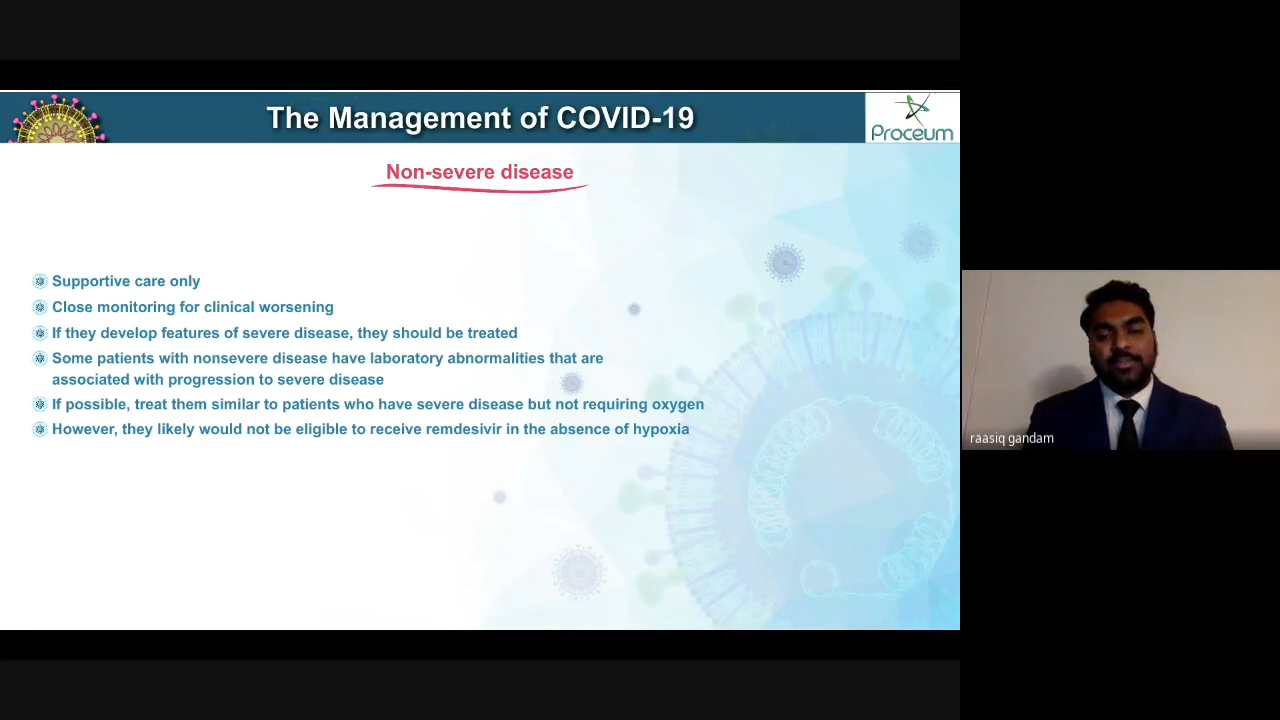 The Management of COVID-19
Proceum
Non-severe disease
Supportive care only
Close monitoring for clinical worsening
If they develop features of severe disease, they should be treated
Some patients with nonsevere disease have laboratory abnormalities that are
associated with progression to severe disease
If possible, treat them similar to patients who have severe disease but not requiring oxygen
However, they likely would not be eligible to receive remdesivir in the absence of hypoxia
raasiq gandam